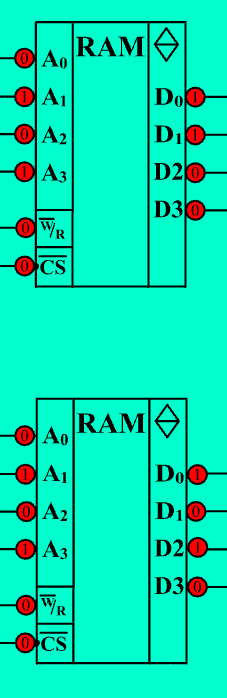 RAM
0 A₀
1 A₁ D₀ 1
0 A₂ D₁ 1
1 A₃ D2 0
D3 0
0 W̅/R
0 C̅S̅
RAM
0 A₀
1 A₁ D₀ 1
0 A₂ D₁ 0
1 A₃ D2 1
D3 0
0 W̅/R
0 C̅S̅